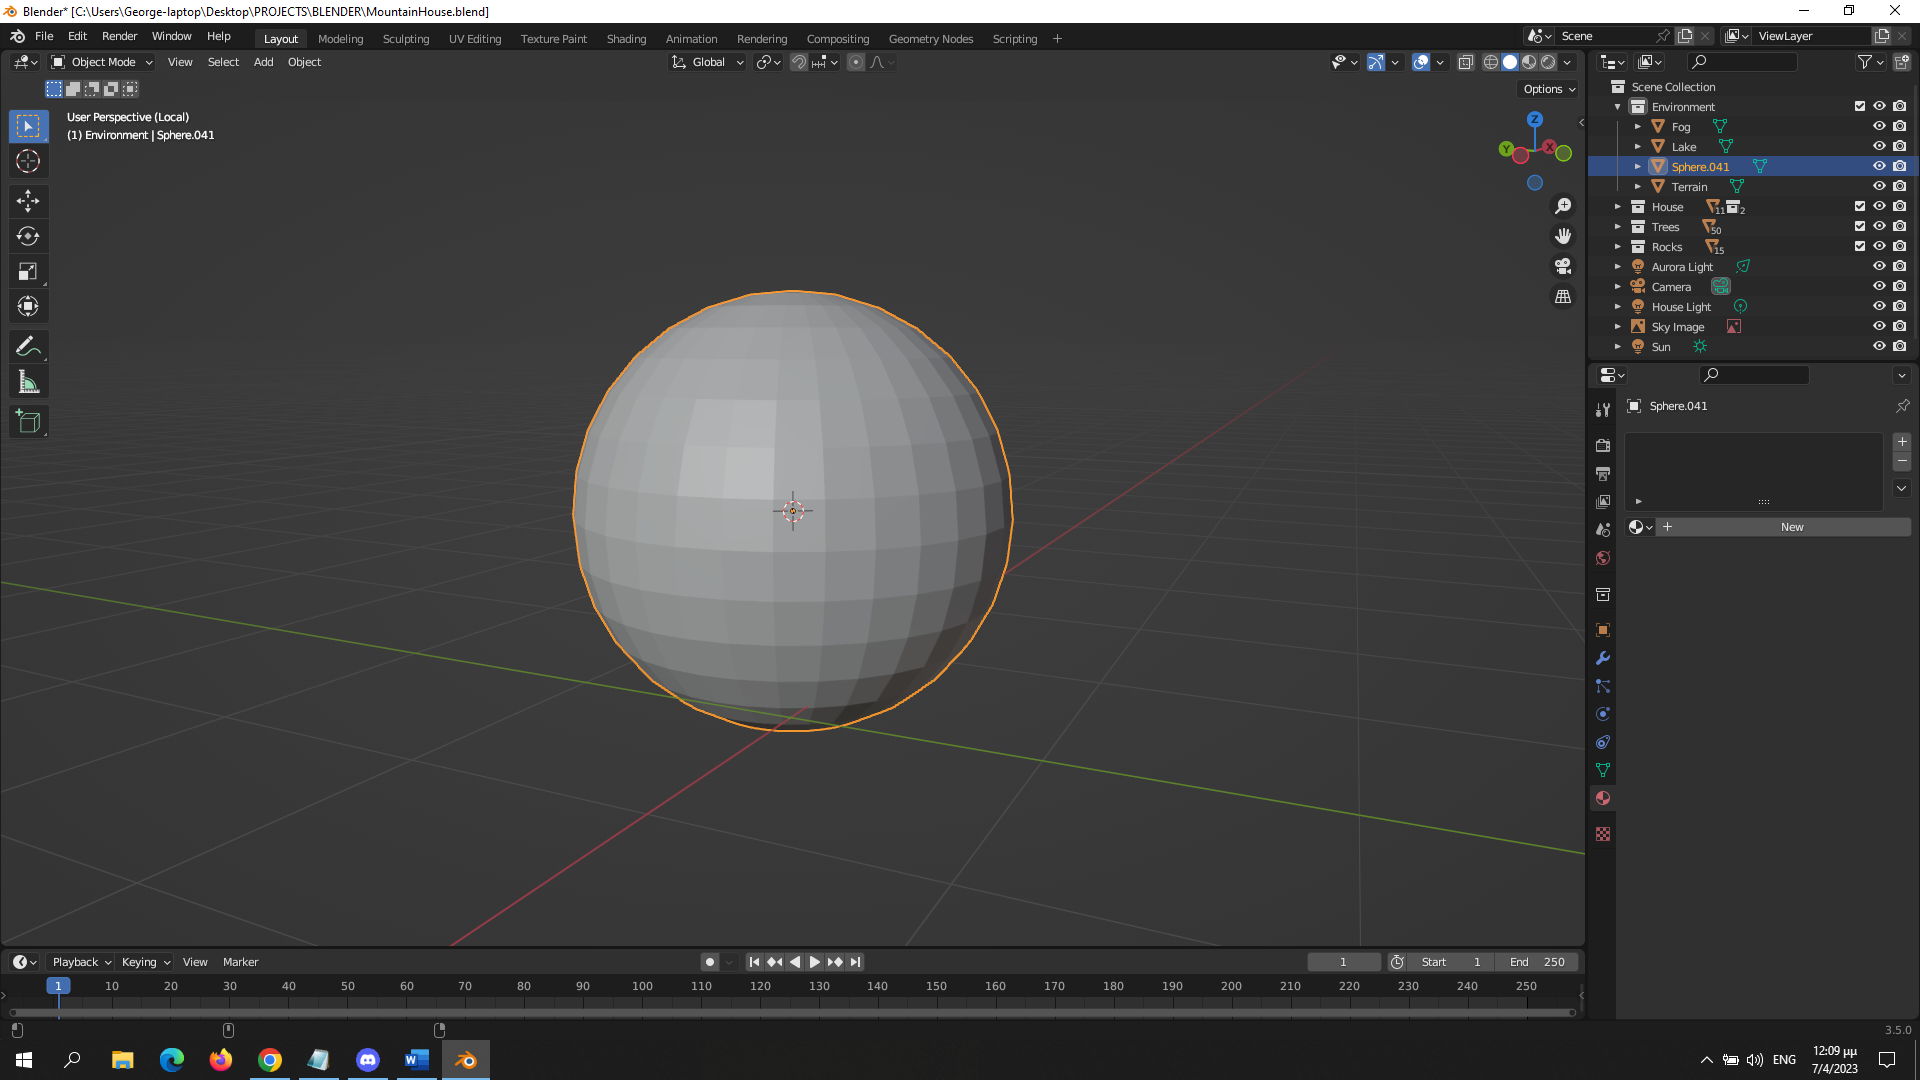 Blender* [C:\Users\George-laptop\Desktop\PROJECTS\BLENDER\MountainHouse.blend]
File Edit Render Window Help Layout Modeling Sculpting UV Editing Texture Paint Shading Animation Rendering Compositing Geometry Nodes Scripting + Scene ViewLayer
Object Mode View Select Add Object Global
Options
User Perspective (Local)
(1) Environment | Sphere.041
Z
Y
X
Scene Collection
Environment
Fog
Lake
Sphere.041
Terrain
House 11 2
Trees 50
Rocks 15
Aurora Light
Camera
House Light
Sky Image
Sun
Sphere.041
New
Playback Keying View Marker 1 Start 1 End 250
1 10 20 30 40 50 60 70 80 90 100 110 120 130 140 150 160 170 180 190 200 210 220 230 240 250
3.5.0
ENG
12:09 μμ
7/4/2023